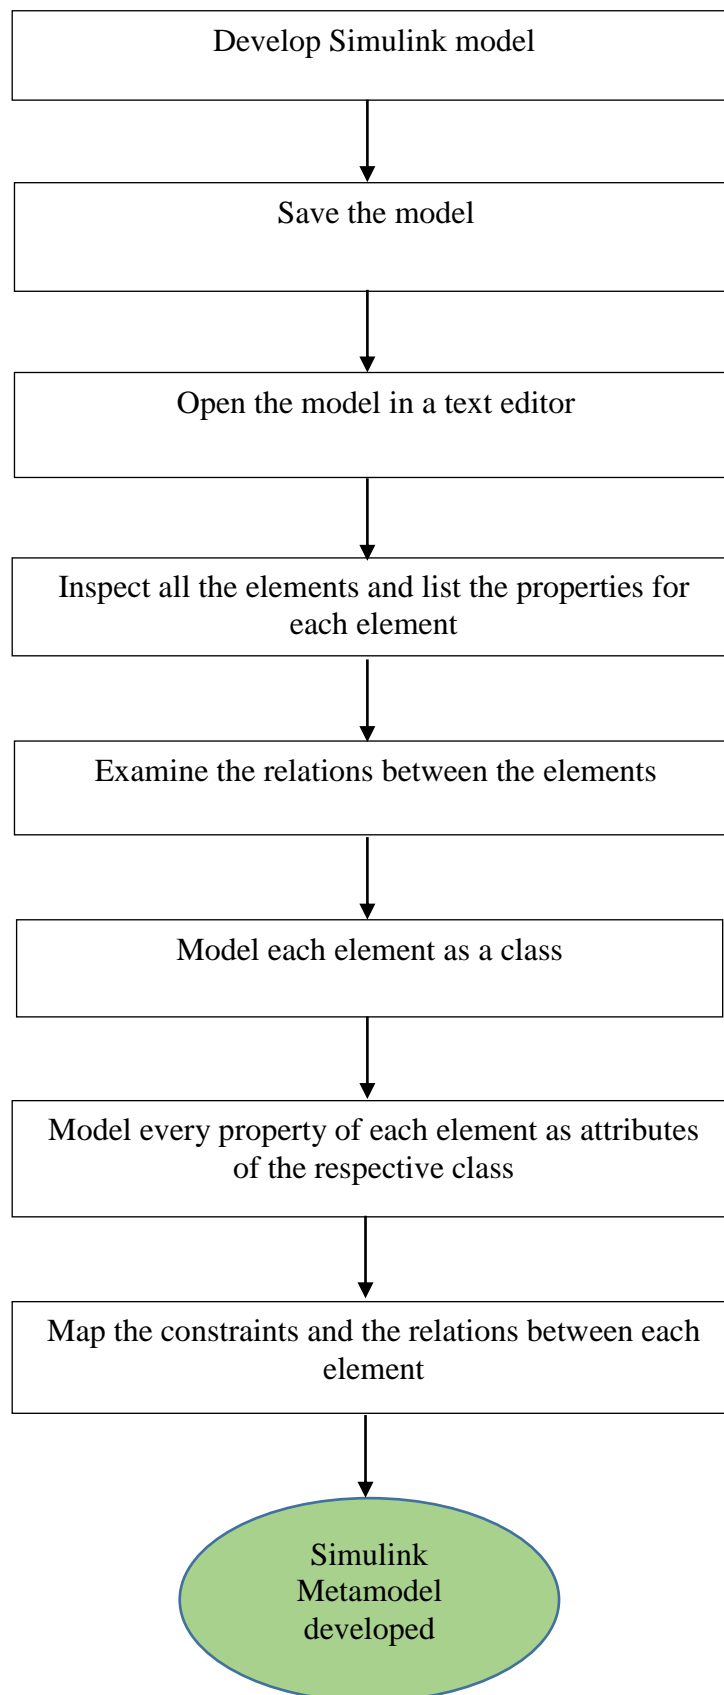 Develop Simulink model
Save the model
Open the model in a text editor
Inspect all the elements and list the properties for
each element
Examine the relations between the elements
Model each element as a class
Model every property of each element as attributes
of the respective class
Map the constraints and the relations between each
element
Simulink
Metamodel
developed